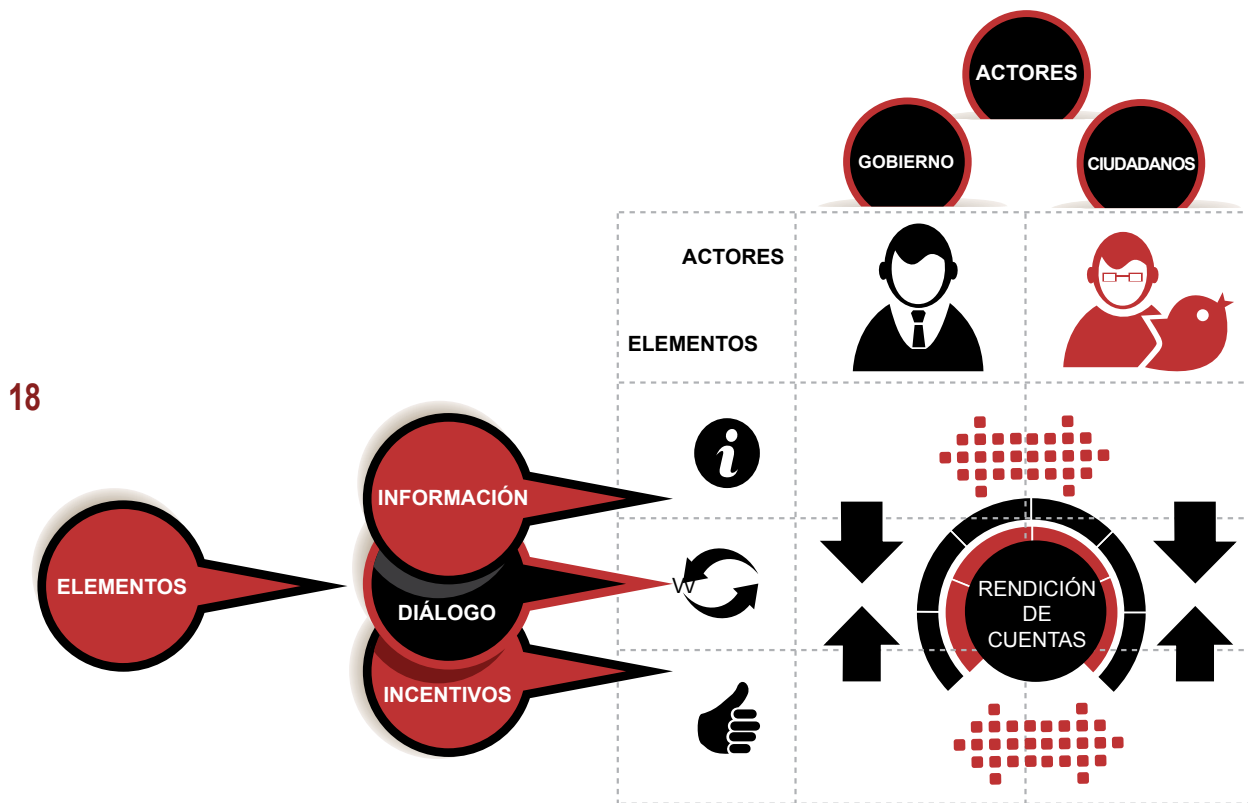 ACTORES
GOBIERNO
CIUDADANOS
ACTORES
ELEMENTOS
18
INFORMACIÓN
ELEMENTOS
DIÁLOGO
INCENTIVOS
i
W
RENDICIÓN
DE
CUENTAS